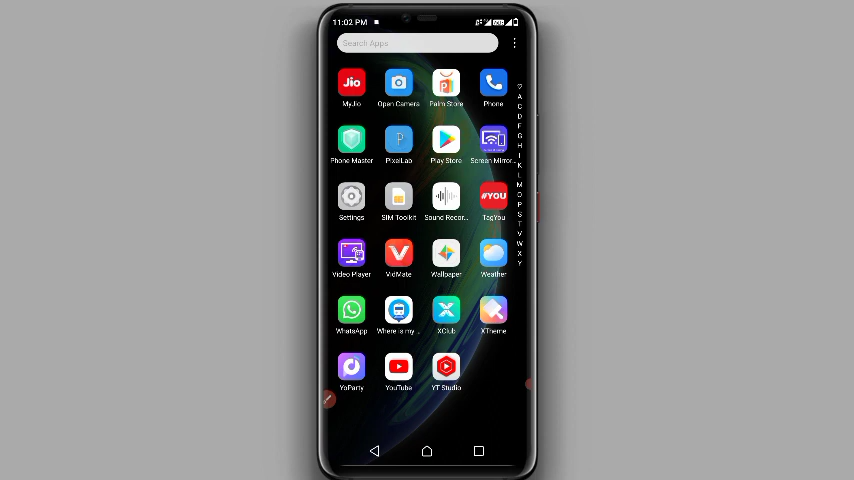 11:02 PM
Search Apps
Jio
MyJio
Open Camera
Palm Store
Phone
Phone Master
PixelLab
Play Store
Screen Mirror...
Settings
SIM Toolkit
Sound Recor...
#YOU
TagYou
Video Player
VidMate
Wallpaper
Weather
WhatsApp
Where is my ...
XClub
XTheme
YoParty
YouTube
YT Studio
A
C
D
F
G
H
I
K
L
M
O
P
S
T
V
W
X
Y